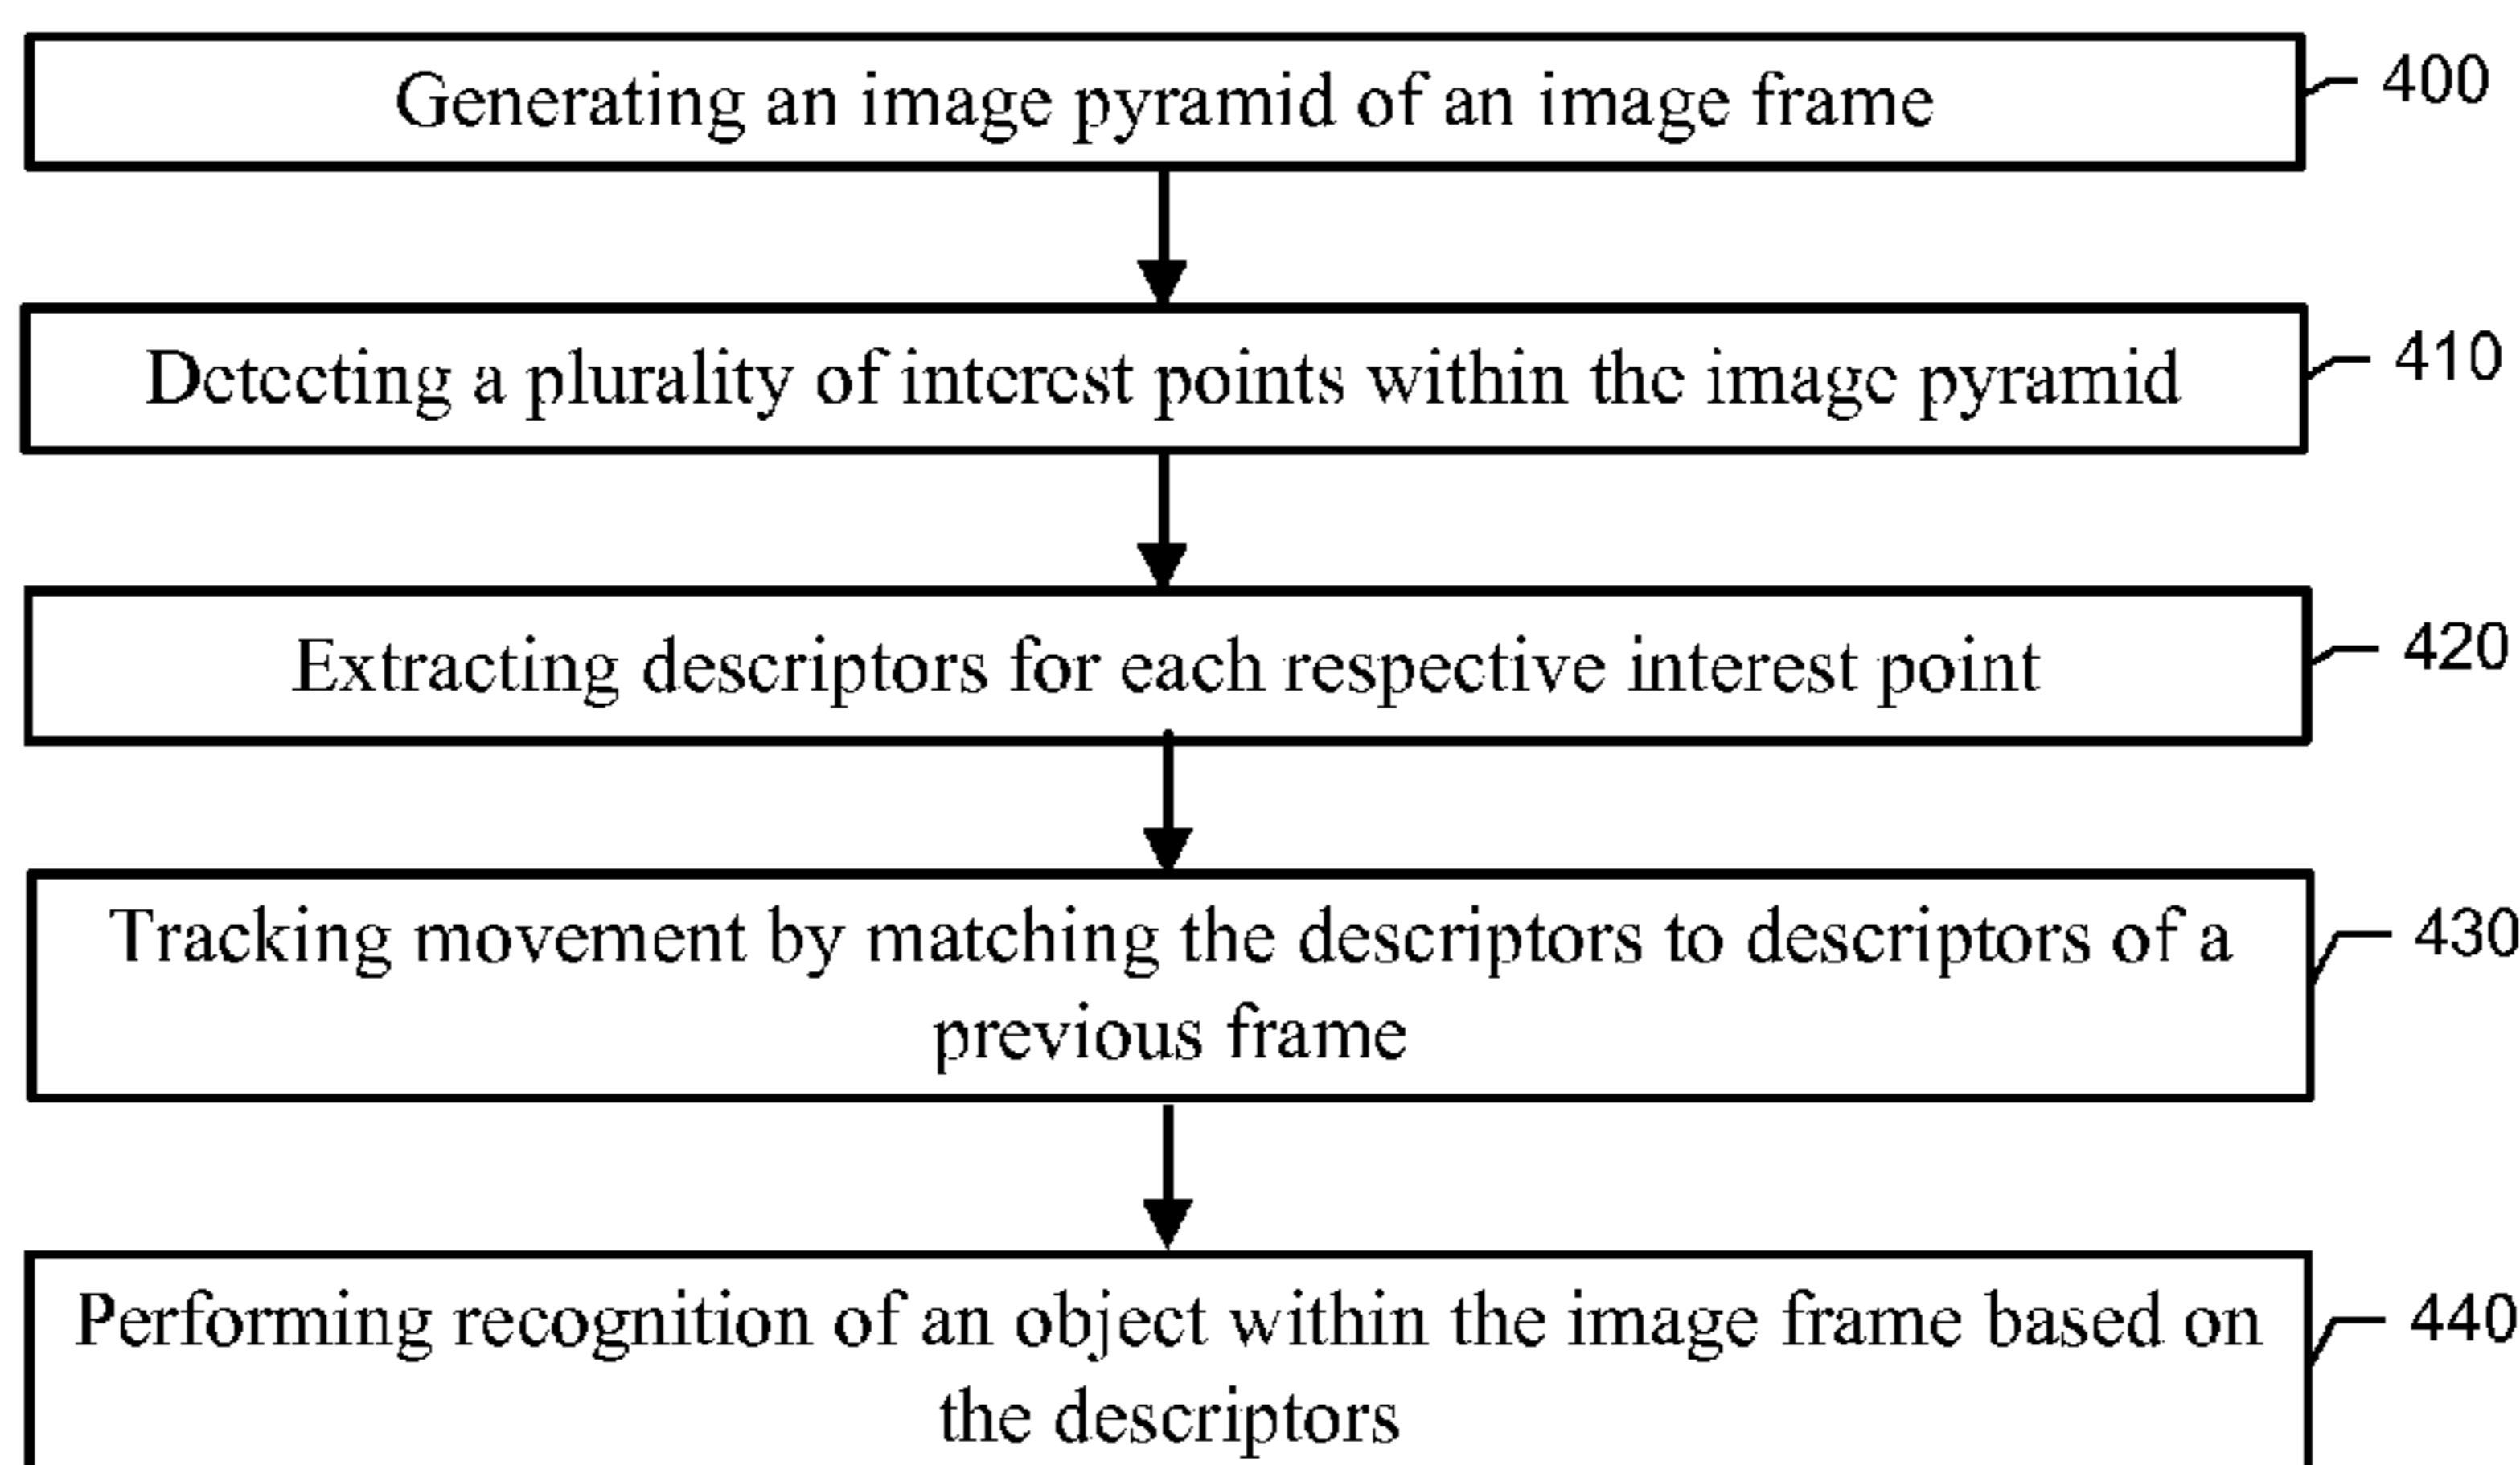 Generating an image pyramid of an image frame
400
Detecting a plurality of interest points within the image pyramid
410
Extracting descriptors for each respective interest point
420
Tracking movement by matching the descriptors to descriptors of a
previous frame
430
Performing recognition of an object within the image frame based on
the descriptors
440